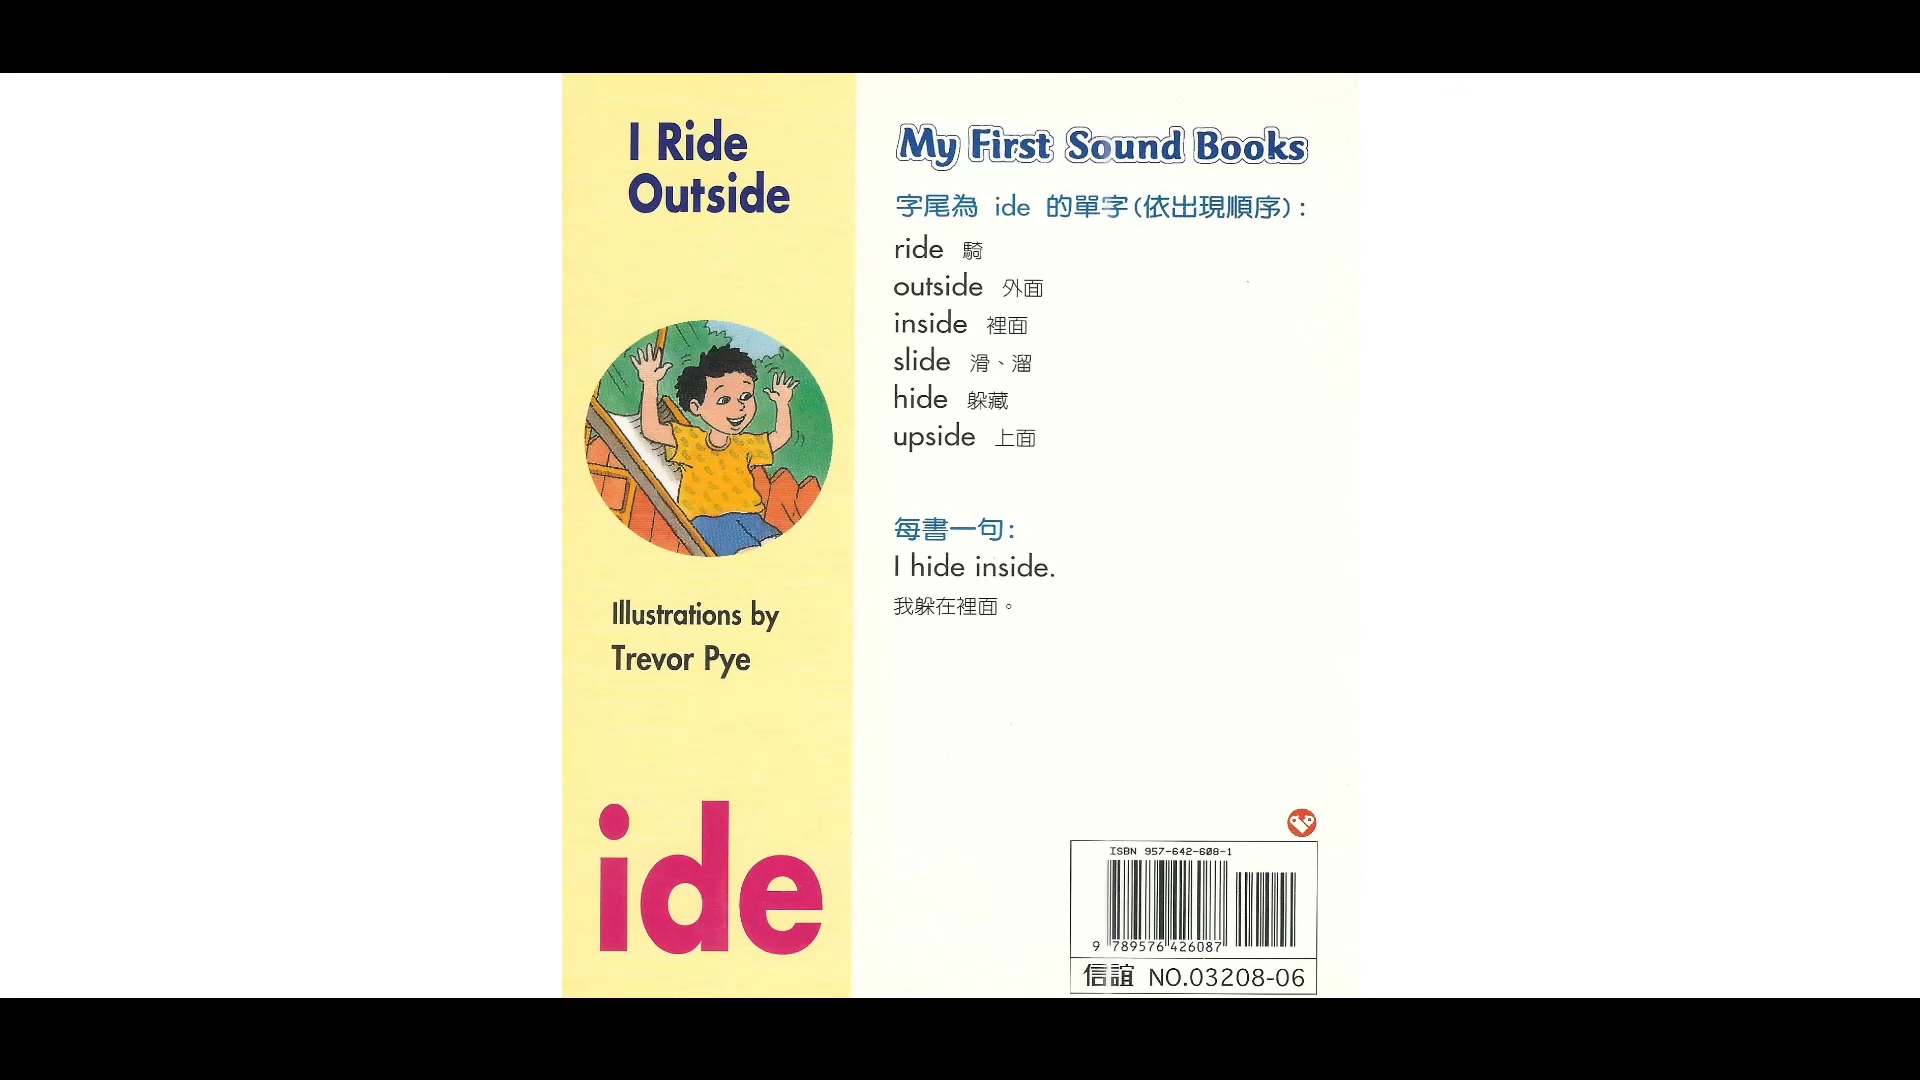 I Ride
Outside
Illustrations by
Trevor Pye
ide
My First Sound Books
字尾為 ide 的單字(依出現順序):
ride 騎
outside 外面
inside 裡面
slide 滑、溜
hide 躲藏
upside 上面
每書一句:
I hide inside.
我躲在裡面。
ISBN 957-642-608-1
9 789576 426087
信誼 NO.03208-06